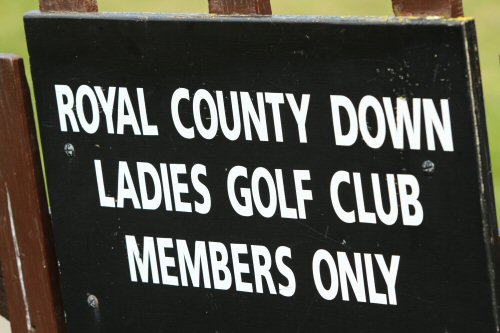 ROYAL COUNTY DOWN
LADIES GOLF CLUB
MEMBERS ONLY